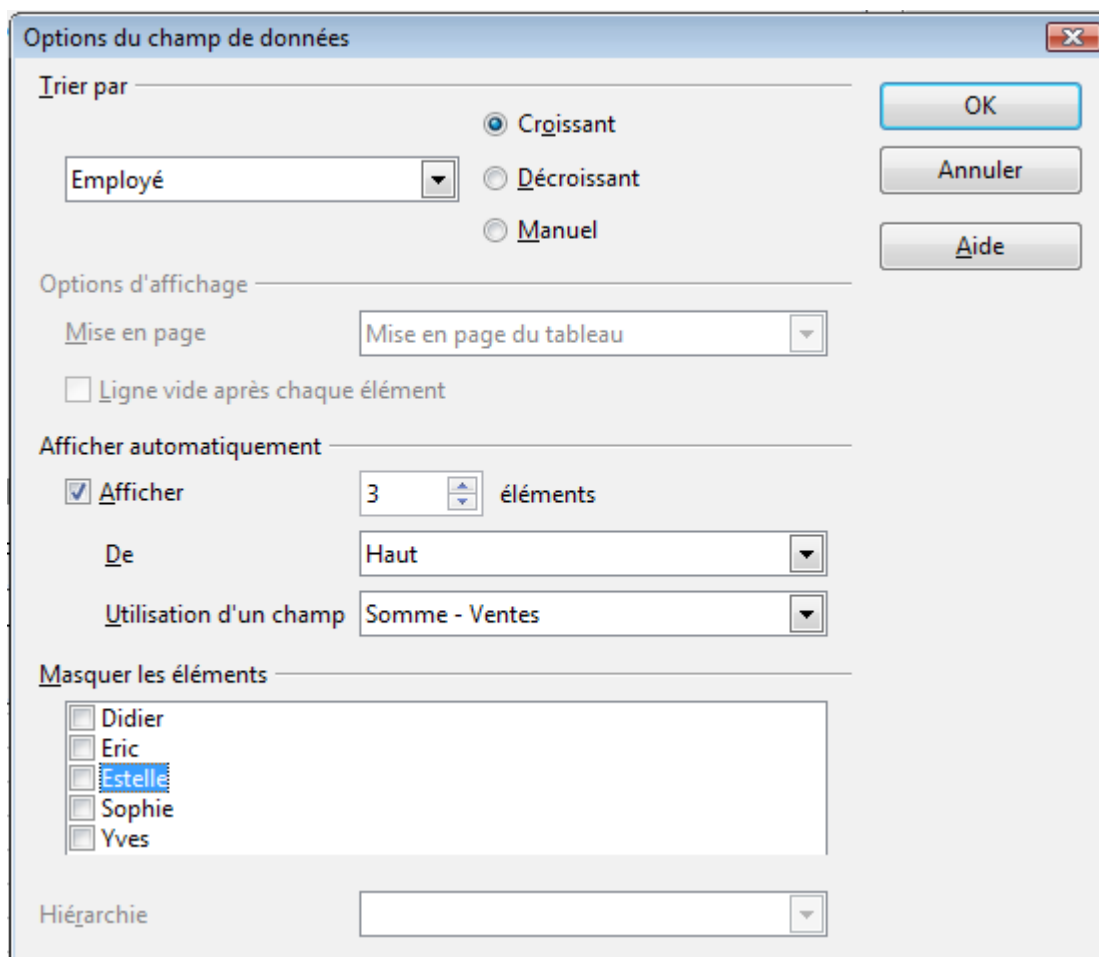 Options du champ de données
Trier par
Croissant
Employé
Décroissant
Manuel
OK
Annuler
Aide
Options d'affichage
Mise en page
Mise en page du tableau
Ligne vide après chaque élément
Afficher automatiquement
Afficher 3 éléments
De Haut
Utilisation d'un champ Somme - Ventes
Masquer les éléments
Didier
Eric
Estelle
Sophie
Yves
Hiérarchie